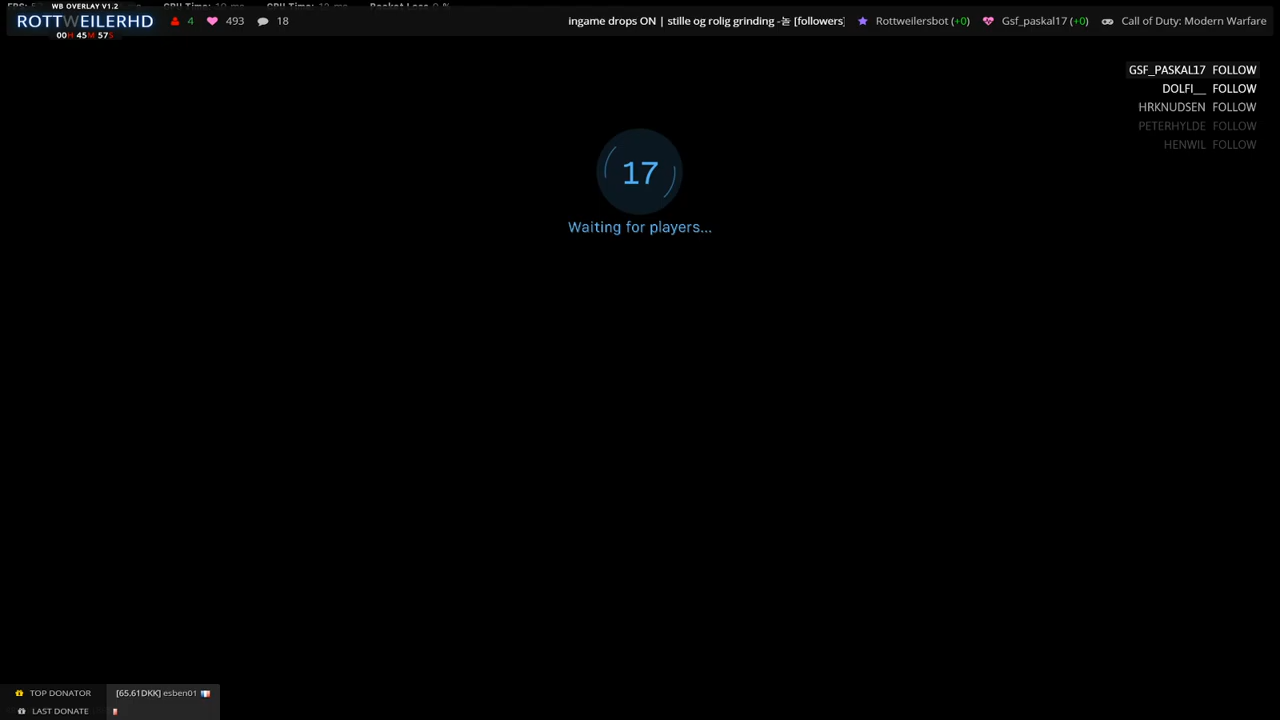 WB OVERLAY V1.2
ROTTWEILERHD
00H 45M 57S
4 493 18
ingame drops ON | stille og rolig grinding - [followers]
Rottweilersbot (+0)
Gsf_paskal17 (+0)
Call of Duty: Modern Warfare
GSF_PASKAL17 FOLLOW
DOLFI__ FOLLOW
HRKNUDSEN FOLLOW
PETERHYLDE FOLLOW
HENWIL FOLLOW
17
Waiting for players...
TOP DONATOR [65.61DKK] esben01
LAST DONATE